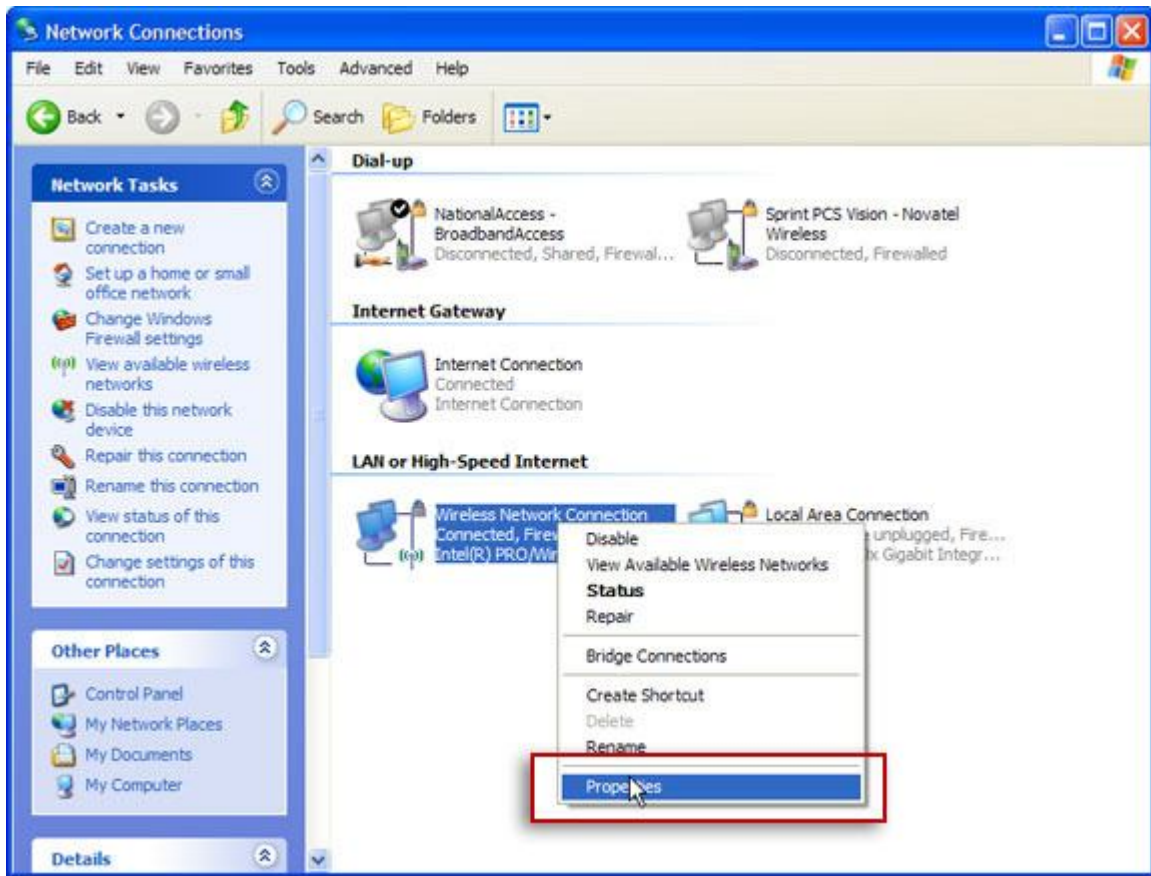 Network Connections
File Edit View Favorites Tools Advanced Help
Back Search Folders
Network Tasks
Create a new
connection
Set up a home or small
office network
Change Windows
Firewall settings
View available wireless
networks
Disable this network
device
Repair this connection
Rename this connection
View status of this
connection
Change settings of this
connection
Other Places
Control Panel
My Network Places
My Documents
My Computer
Details
Dial-up
NationalAccess -
BroadbandAccess
Disconnected, Shared, Firewal...
Sprint PCS Vision - Novatel
Wireless
Disconnected, Firewalled
Internet Gateway
Internet Connection
Connected
Internet Connection
LAN or High-Speed Internet
Wireless Network Connection
Connected, Firew
Intel(R) PRO/Wir
Local Area Connection
unplugged, Fire...
Gigabit Integr...
Disable
View Available Wireless Networks
Status
Repair
Bridge Connections
Create Shortcut
Delete
Rename
Properties